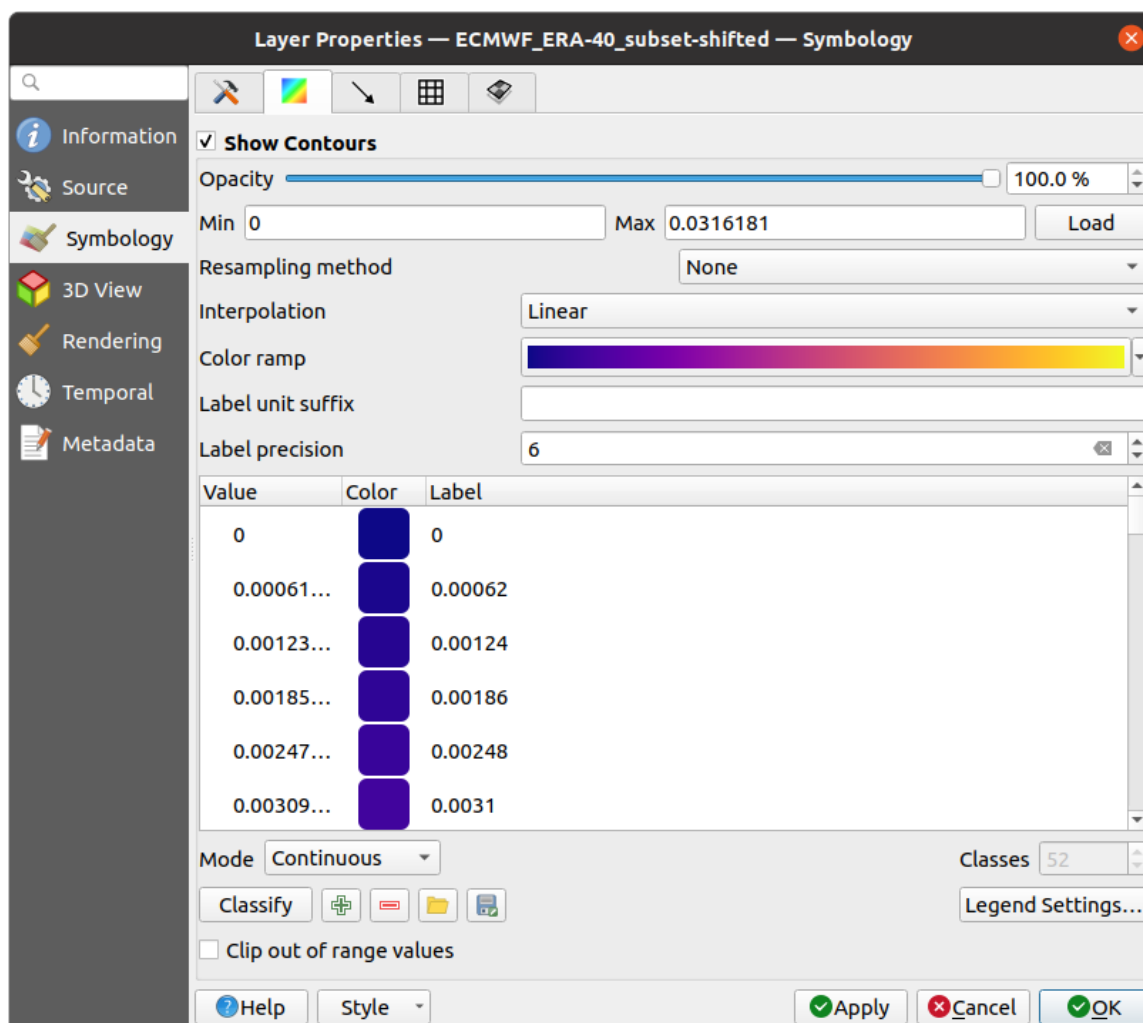 Layer Properties — ECMWF_ERA-40_subset-shifted — Symbology
Information
Source
Symbology
3D View
Rendering
Temporal
Metadata
Show Contours
Opacity 100.0 %
Min 0 Max 0.0316181 Load
Resampling method None
Interpolation Linear
Color ramp
Label unit suffix
Label precision 6
Value Color Label
0 0
0.00061... 0.00062
0.00123... 0.00124
0.00185... 0.00186
0.00247... 0.00248
0.00309... 0.0031
Mode Continuous Classes 52
Classify Legend Settings...
Clip out of range values
Help Style Apply Cancel OK